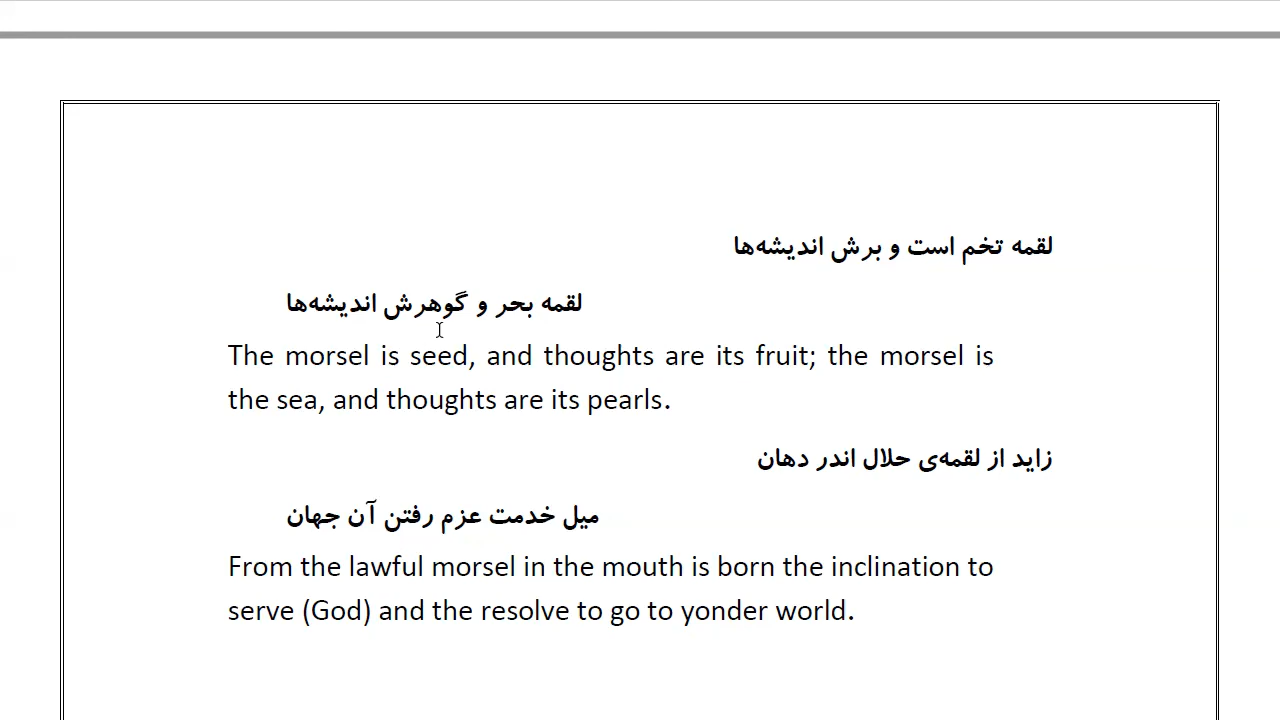 لقمه تخم است و برش اندیشه‌ها
لقمه بحر و گوهرش اندیشه‌ها
The morsel is seed, and thoughts are its fruit; the morsel is
the sea, and thoughts are its pearls.
زاید از لقمه‌ی حلال اندر دهان
میل خدمت عزم رفتن آن جهان
From the lawful morsel in the mouth is born the inclination to
serve (God) and the resolve to go to yonder world.